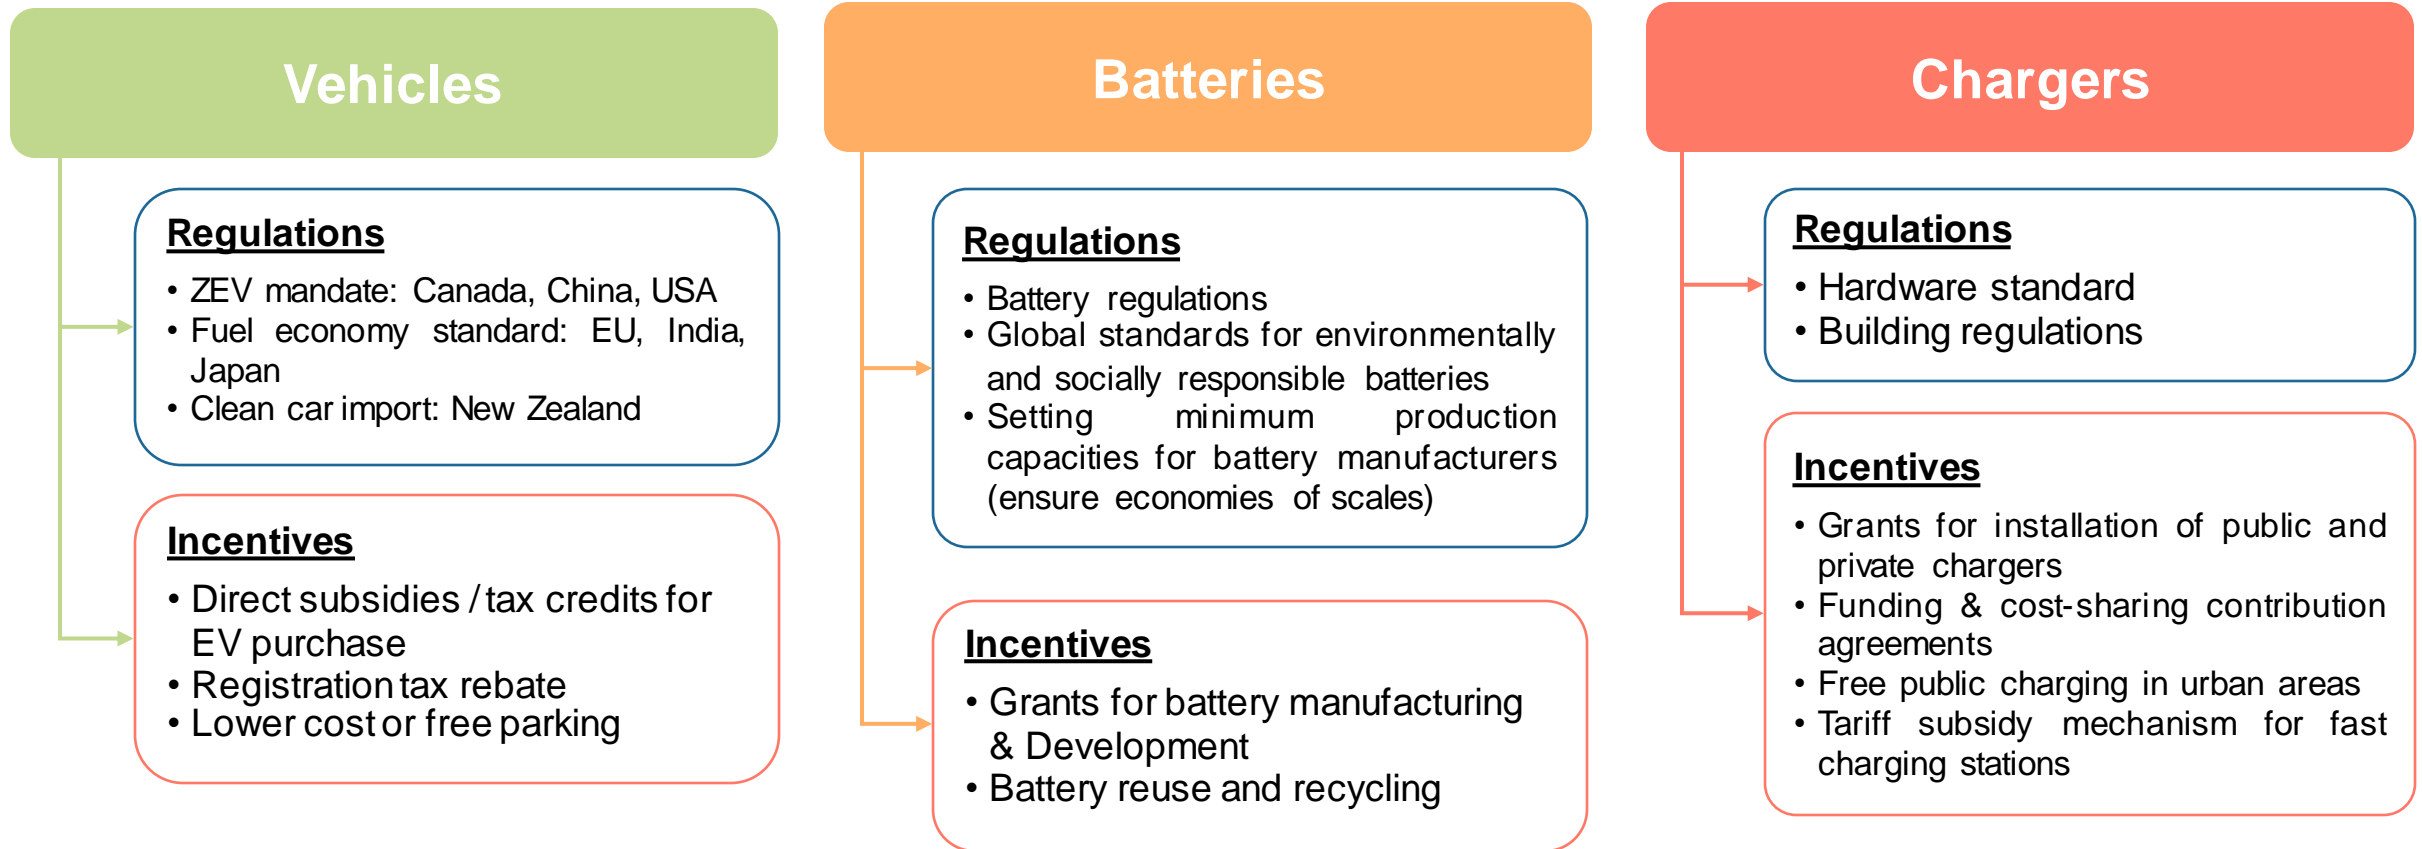 Vehicles
Regulations
• ZEV mandate: Canada, China, USA
• Fuel economy standard: EU, India,
Japan
• Clean car import: New Zealand
Incentives
• Direct subsidies / tax credits for
EV purchase
• Registration tax rebate
• Lower cost or free parking
Batteries
Regulations
• Battery regulations
• Global standards for environmentally
and socially responsible batteries
• Setting minimum production
capacities for battery manufacturers
(ensure economies of scales)
Incentives
• Grants for battery manufacturing
& Development
• Battery reuse and recycling
Chargers
Regulations
• Hardware standard
• Building regulations
Incentives
• Grants for installation of public and
private chargers
• Funding & cost-sharing contribution
agreements
• Free public charging in urban areas
• Tariff subsidy mechanism for fast
charging stations